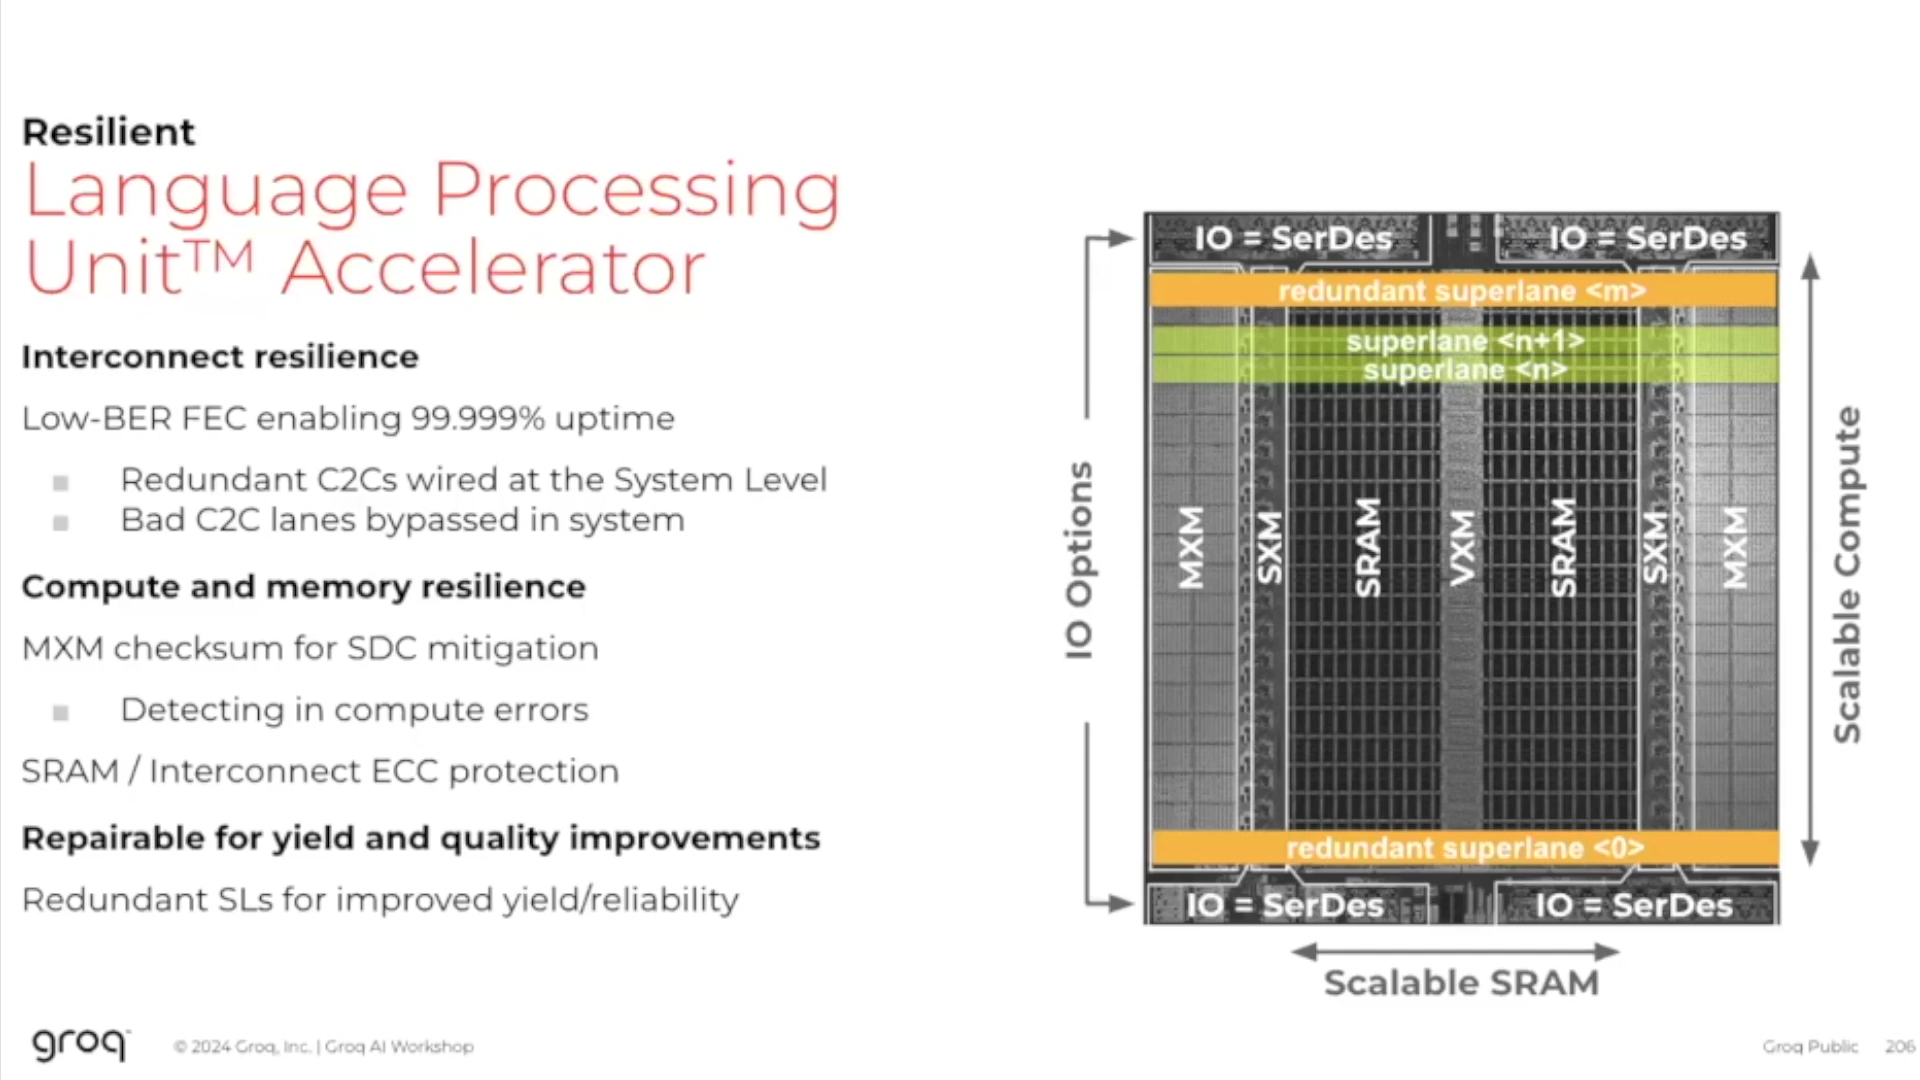 Resilient
Language Processing
Unit™ Accelerator
Interconnect resilience
Low-BER FEC enabling 99.999% uptime
Redundant C2Cs wired at the System Level
Bad C2C lanes bypassed in system
Compute and memory resilience
MXM checksum for SDC mitigation
Detecting in compute errors
SRAM / Interconnect ECC protection
Repairable for yield and quality improvements
Redundant SLs for improved yield/reliability
IO Options
IO = SerDes
IO = SerDes
redundant superlane <m>
superlane <n+1>
superlane <n>
MXM
SXM
SRAM
VXM
SRAM
SXM
MXM
redundant superlane <0>
IO = SerDes
IO = SerDes
Scalable Compute
Scalable SRAM
groq™
© 2024 Groq, Inc. | Groq AI Workshop
Groq Public
206